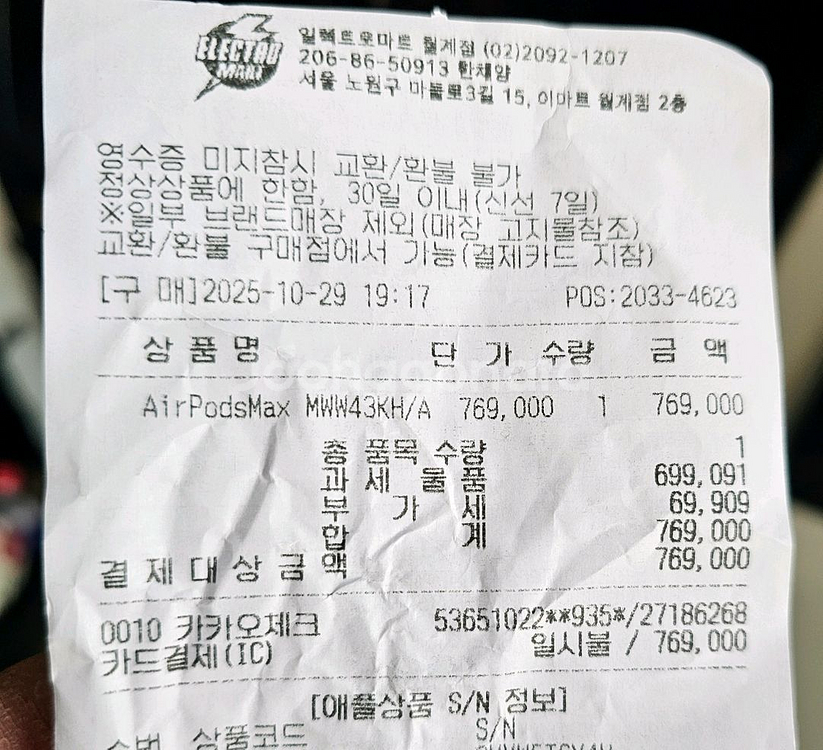 ELECTRO
MART
일렉트로마트 월계점 (02)2092-1207
206-86-50913 한채양
서울 노원구 마들로3길 15, 이마트 월계점 2층
영수증 미지참시 교환/환불 불가
정상상품에 한함, 30일 이내(신선 7일)
※일부 브랜드매장 제외(매장 고지물참조)
교환/환불 구매점에서 가능(결제카드 지참)
[구 매]2025-10-29 19:17 POS:2033-4623
상 품 명 단 가 수량 금 액
AirPodsMax MWW43KH/A 769,000 1 769,000
총 품목 수량 1
과 세 물 품 699,091
부 가 세 69,909
합 계 769,000
결 제 대 상 금 액 769,000
0010 카카오체크 53651022**935*/27186268
카드결제(IC) 일시불 / 769,000
[애플상품 S/N 정보]
순번 상품코드 S/N